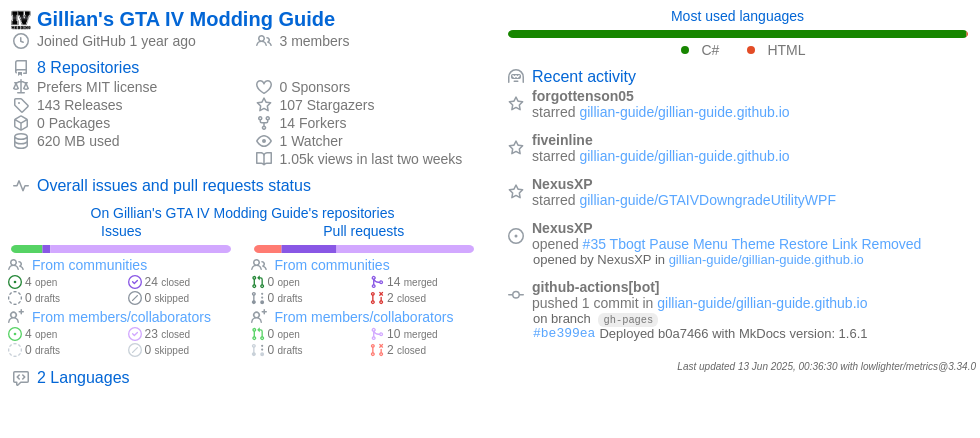 Gillian's GTA IV Modding Guide
Joined GitHub 1 year ago
3 members
8 Repositories
Prefers MIT license
0 Sponsors
143 Releases
107 Stargazers
0 Packages
14 Forkers
620 MB used
1 Watcher
1.05k views in last two weeks
Overall issues and pull requests status
On Gillian's GTA IV Modding Guide's repositories
Issues
Pull requests
From communities
From communities
4 open
24 closed
0 open
14 merged
0 drafts
0 skipped
0 drafts
2 closed
From members/collaborators
From members/collaborators
4 open
23 closed
0 open
10 merged
0 drafts
0 skipped
0 drafts
2 closed
2 Languages
Most used languages
C#
HTML
Recent activity
forgottenson05
starred gillian-guide/gillian-guide.github.io
fiveinline
starred gillian-guide/gillian-guide.github.io
NexusXP
starred gillian-guide/GTAIVDowngradeUtilityWPF
NexusXP
opened #35 Tbogt Pause Menu Theme Restore Link Removed
opened by NexusXP in gillian-guide/gillian-guide.github.io
github-actions[bot]
pushed 1 commit in gillian-guide/gillian-guide.github.io
on branch gh-pages
#be399ea Deployed b0a7466 with MkDocs version: 1.6.1
Last updated 13 Jun 2025, 00:36:30 with lowlighter/metrics@3.34.0